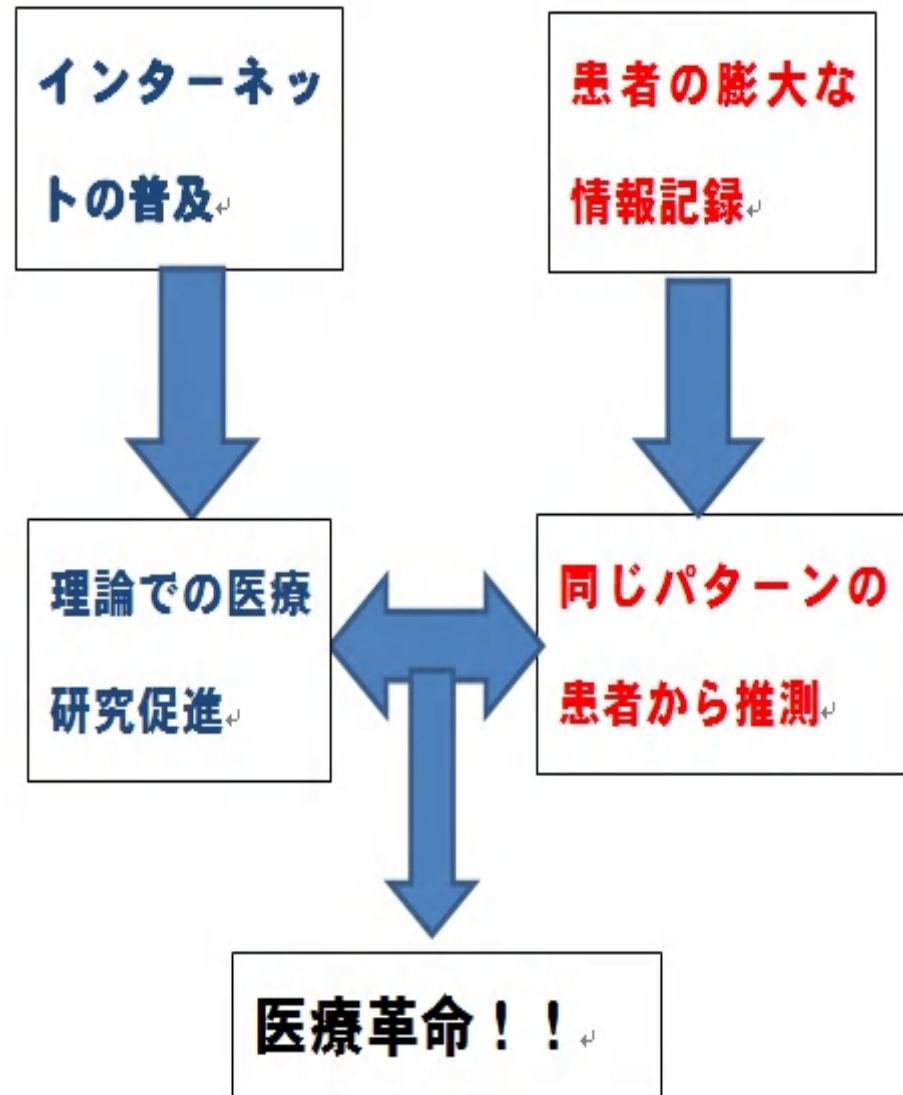 インターネッ
トの普及
患者の膨大な
情報記録
理論での医療
研究促進
同じパターンの
患者から推測
医療革命！！